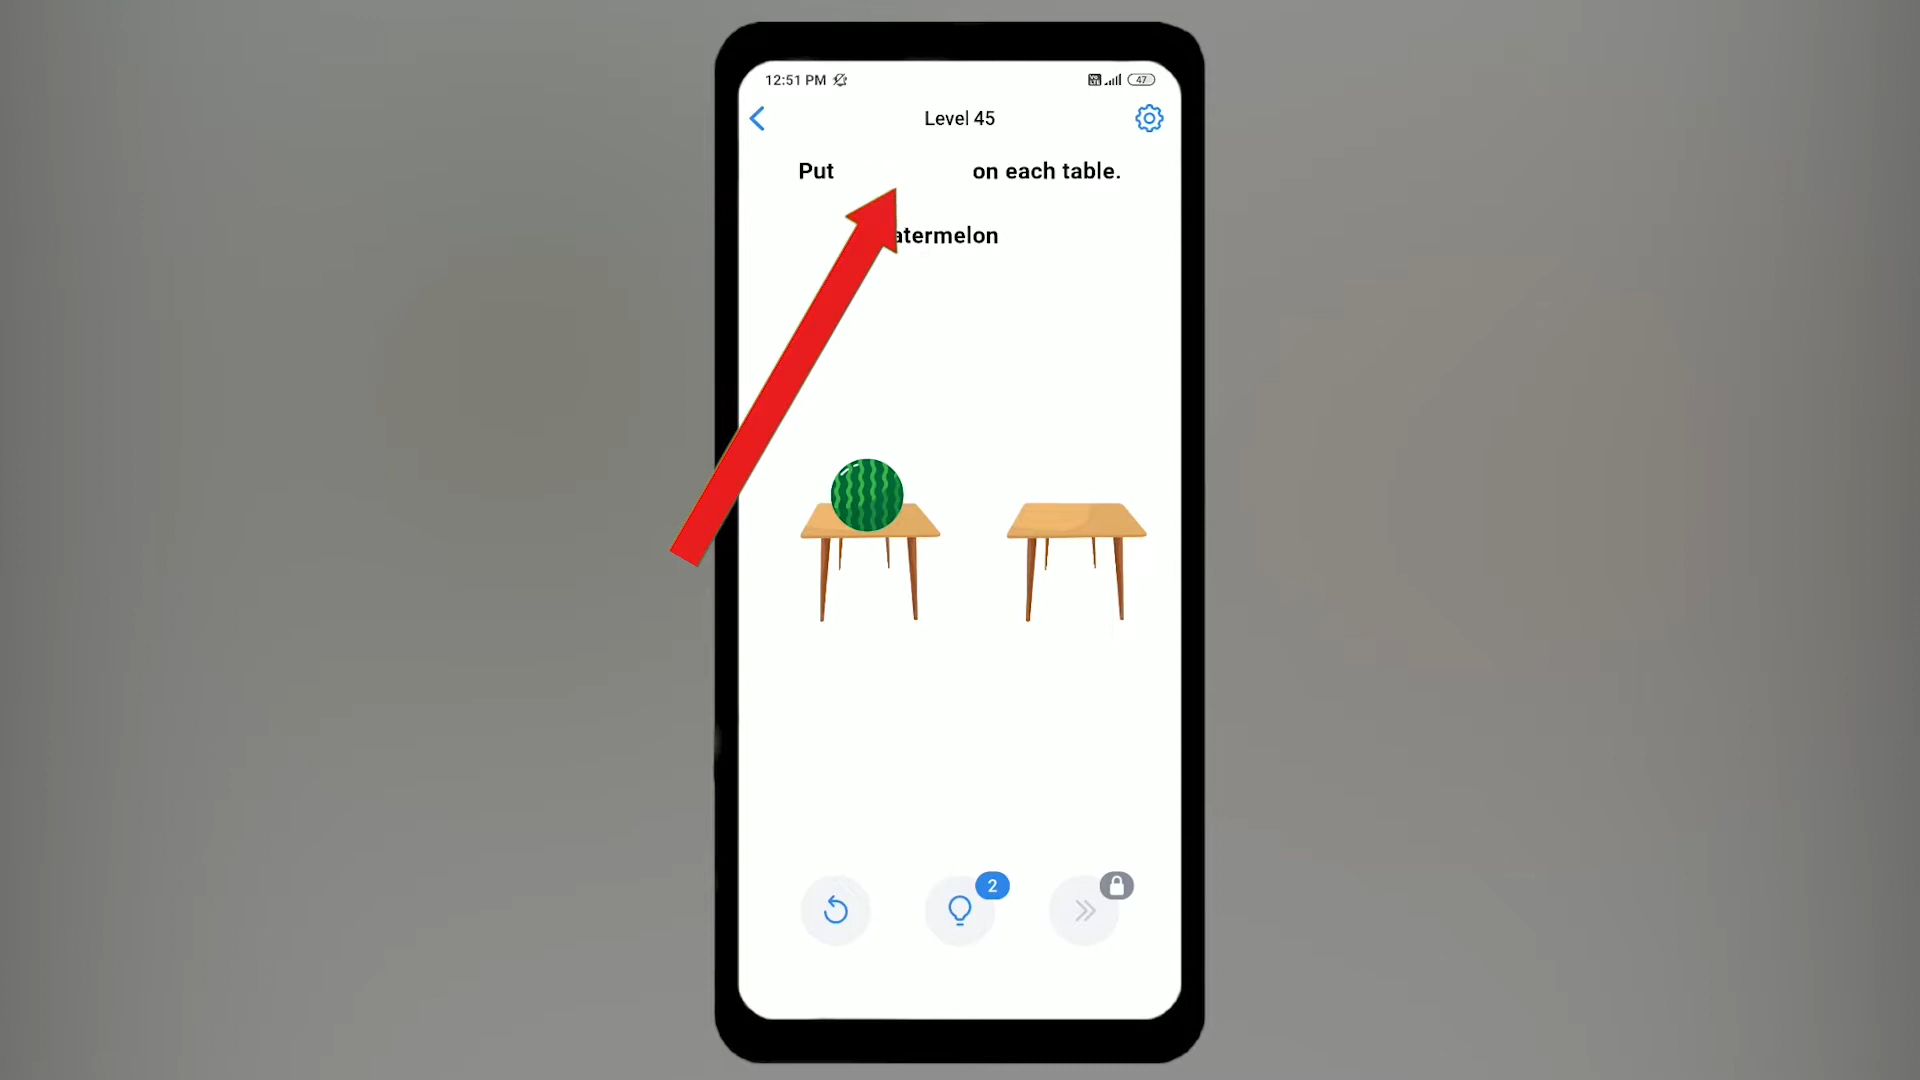 12:51 PM
47
Level 45
Put on each table.
atermelon
2